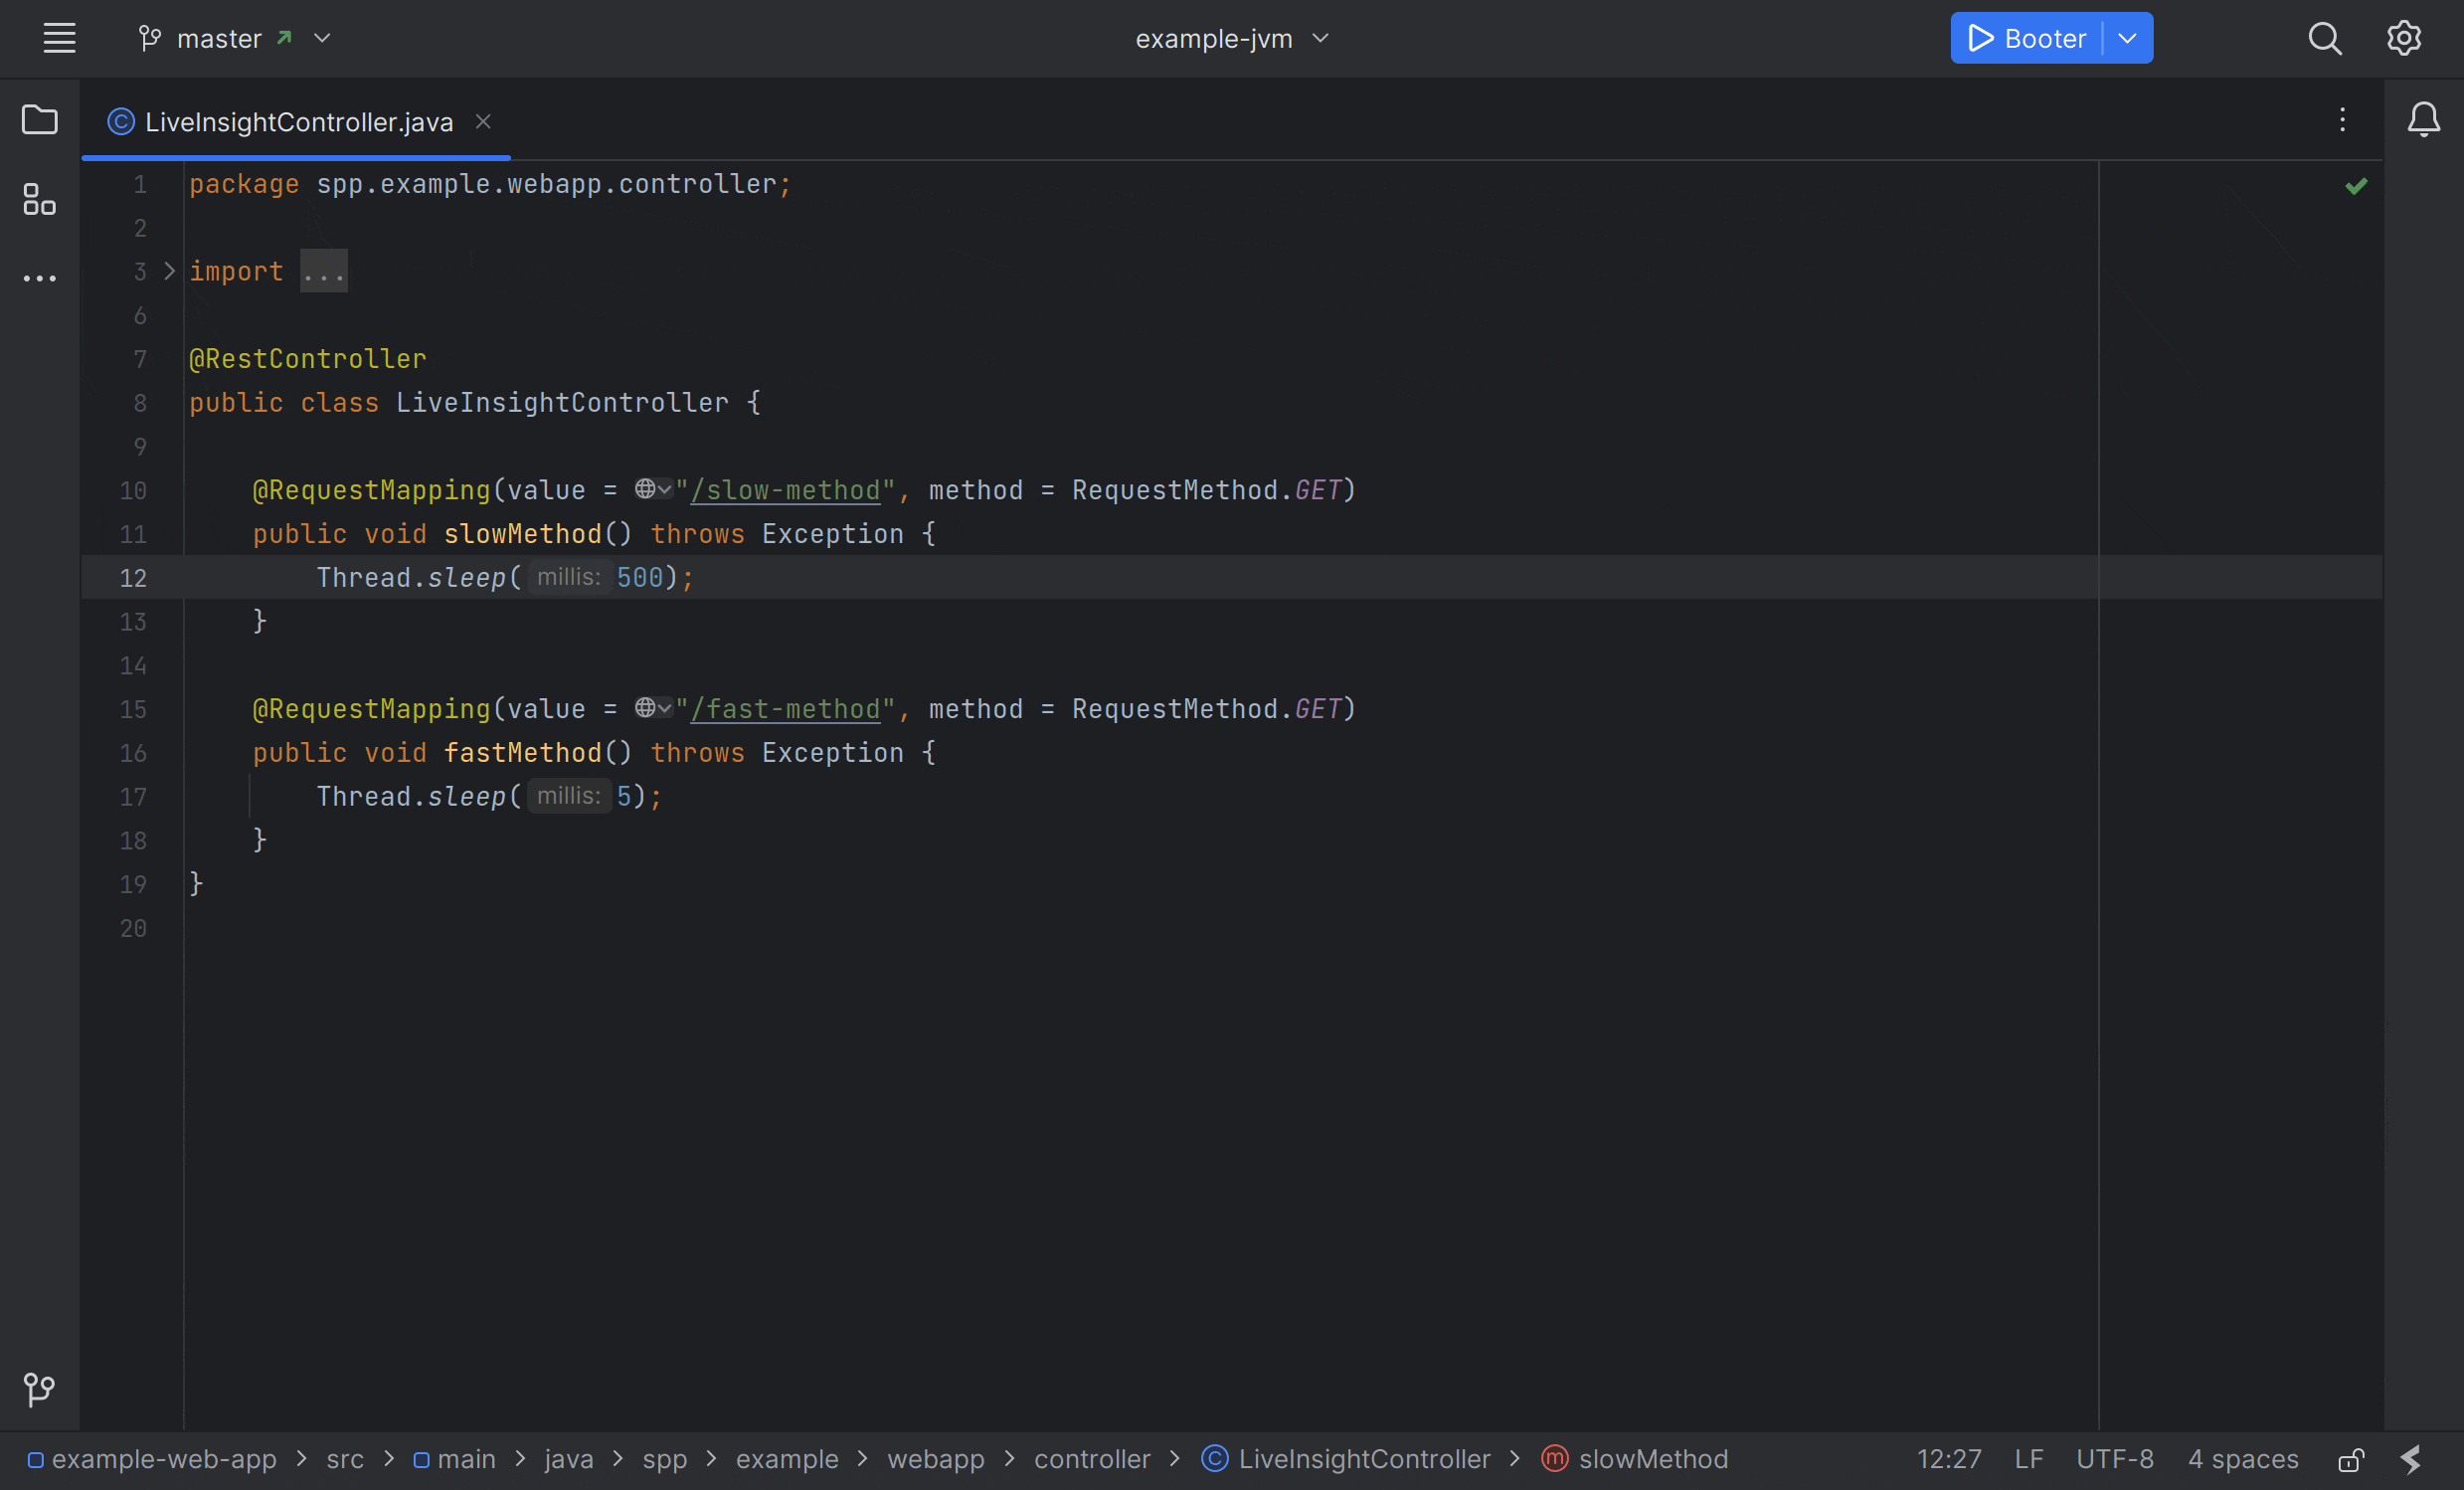 master
example-jvm
Booter
LiveInsightController.java
1 package spp.example.webapp.controller;
2
3 import ...
6
7 @RestController
8 public class LiveInsightController {
9
10     @RequestMapping(value = "/slow-method", method = RequestMethod.GET)
11     public void slowMethod() throws Exception {
12         Thread.sleep( millis: 500);
13     }
14
15     @RequestMapping(value = "/fast-method", method = RequestMethod.GET)
16     public void fastMethod() throws Exception {
17         Thread.sleep( millis: 5);
18     }
19 }
20
example-web-app > src > main > java > spp > example > webapp > controller > LiveInsightController > slowMethod 12:27 LF UTF-8 4 spaces